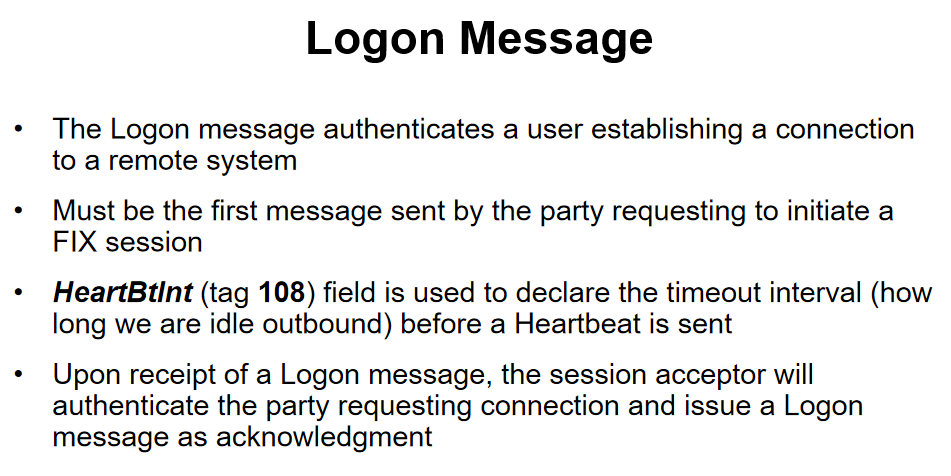 Logon Message
• The Logon message authenticates a user establishing a connection
to a remote system
• Must be the first message sent by the party requesting to initiate a
FIX session
• HeartBtInt (tag 108) field is used to declare the timeout interval (how
long we are idle outbound) before a Heartbeat is sent
• Upon receipt of a Logon message, the session acceptor will
authenticate the party requesting connection and issue a Logon
message as acknowledgment